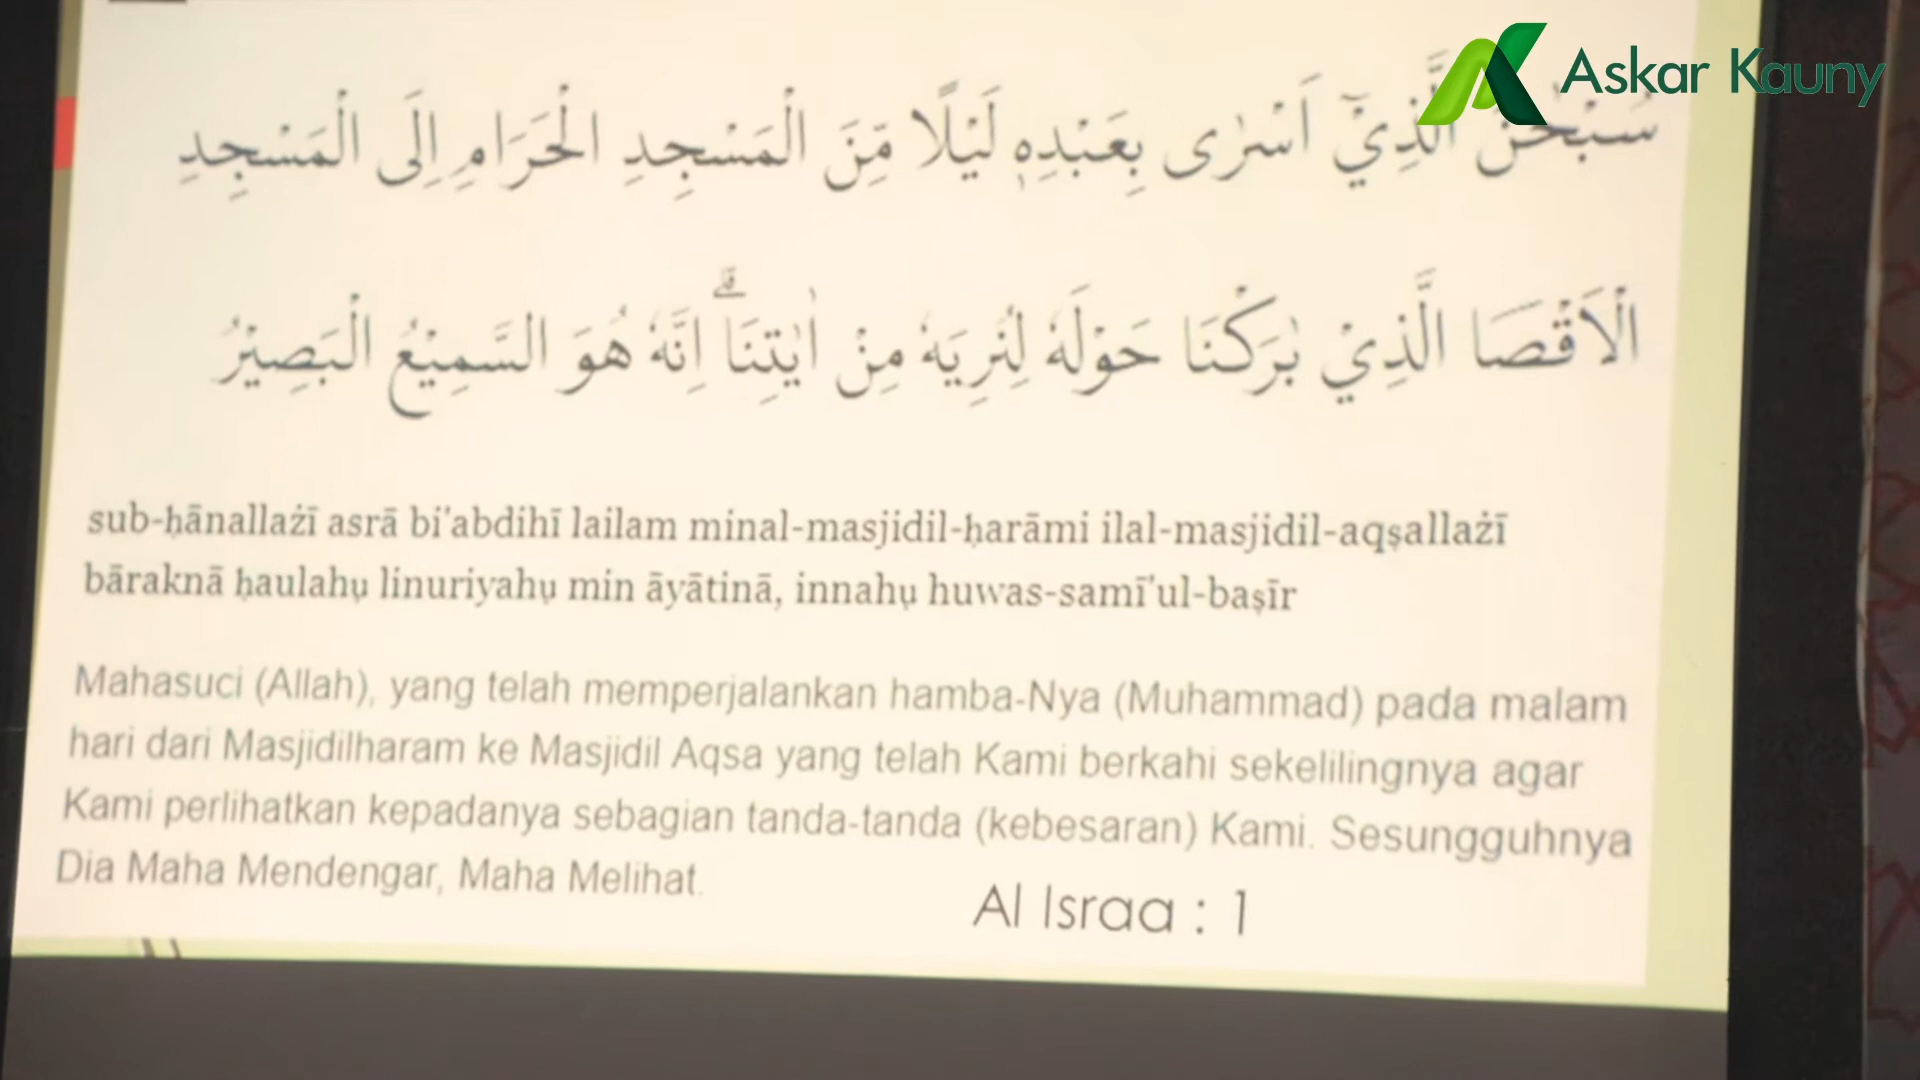 Askar Kauny
سُبْحٰنَ الَّذِيْٓ اَسْرٰى بِعَبْدِهٖ لَيْلًا مِّنَ الْمَسْجِدِ الْحَرَامِ اِلَى الْمَسْجِدِ
الْاَقْصَا الَّذِيْ بٰرَكْنَا حَوْلَهٗ لِنُرِيَهٗ مِنْ اٰيٰتِنَاۗ اِنَّهٗ هُوَ السَّمِيْعُ الْبَصِيْرُ
sub-ḥānallażī asrā bi'abdihī lailam minal-masjidil-ḥarāmi ilal-masjidil-aqṣallażī
bāraknā ḥaulahụ linuriyahụ min āyātinā, innahụ huwas-samī'ul-baṣīr
Mahasuci (Allah), yang telah memperjalankan hamba-Nya (Muhammad) pada malam
hari dari Masjidilharam ke Masjidil Aqsa yang telah Kami berkahi sekelilingnya agar
Kami perlihatkan kepadanya sebagian tanda-tanda (kebesaran) Kami. Sesungguhnya
Dia Maha Mendengar, Maha Melihat.
Al Israa : 1